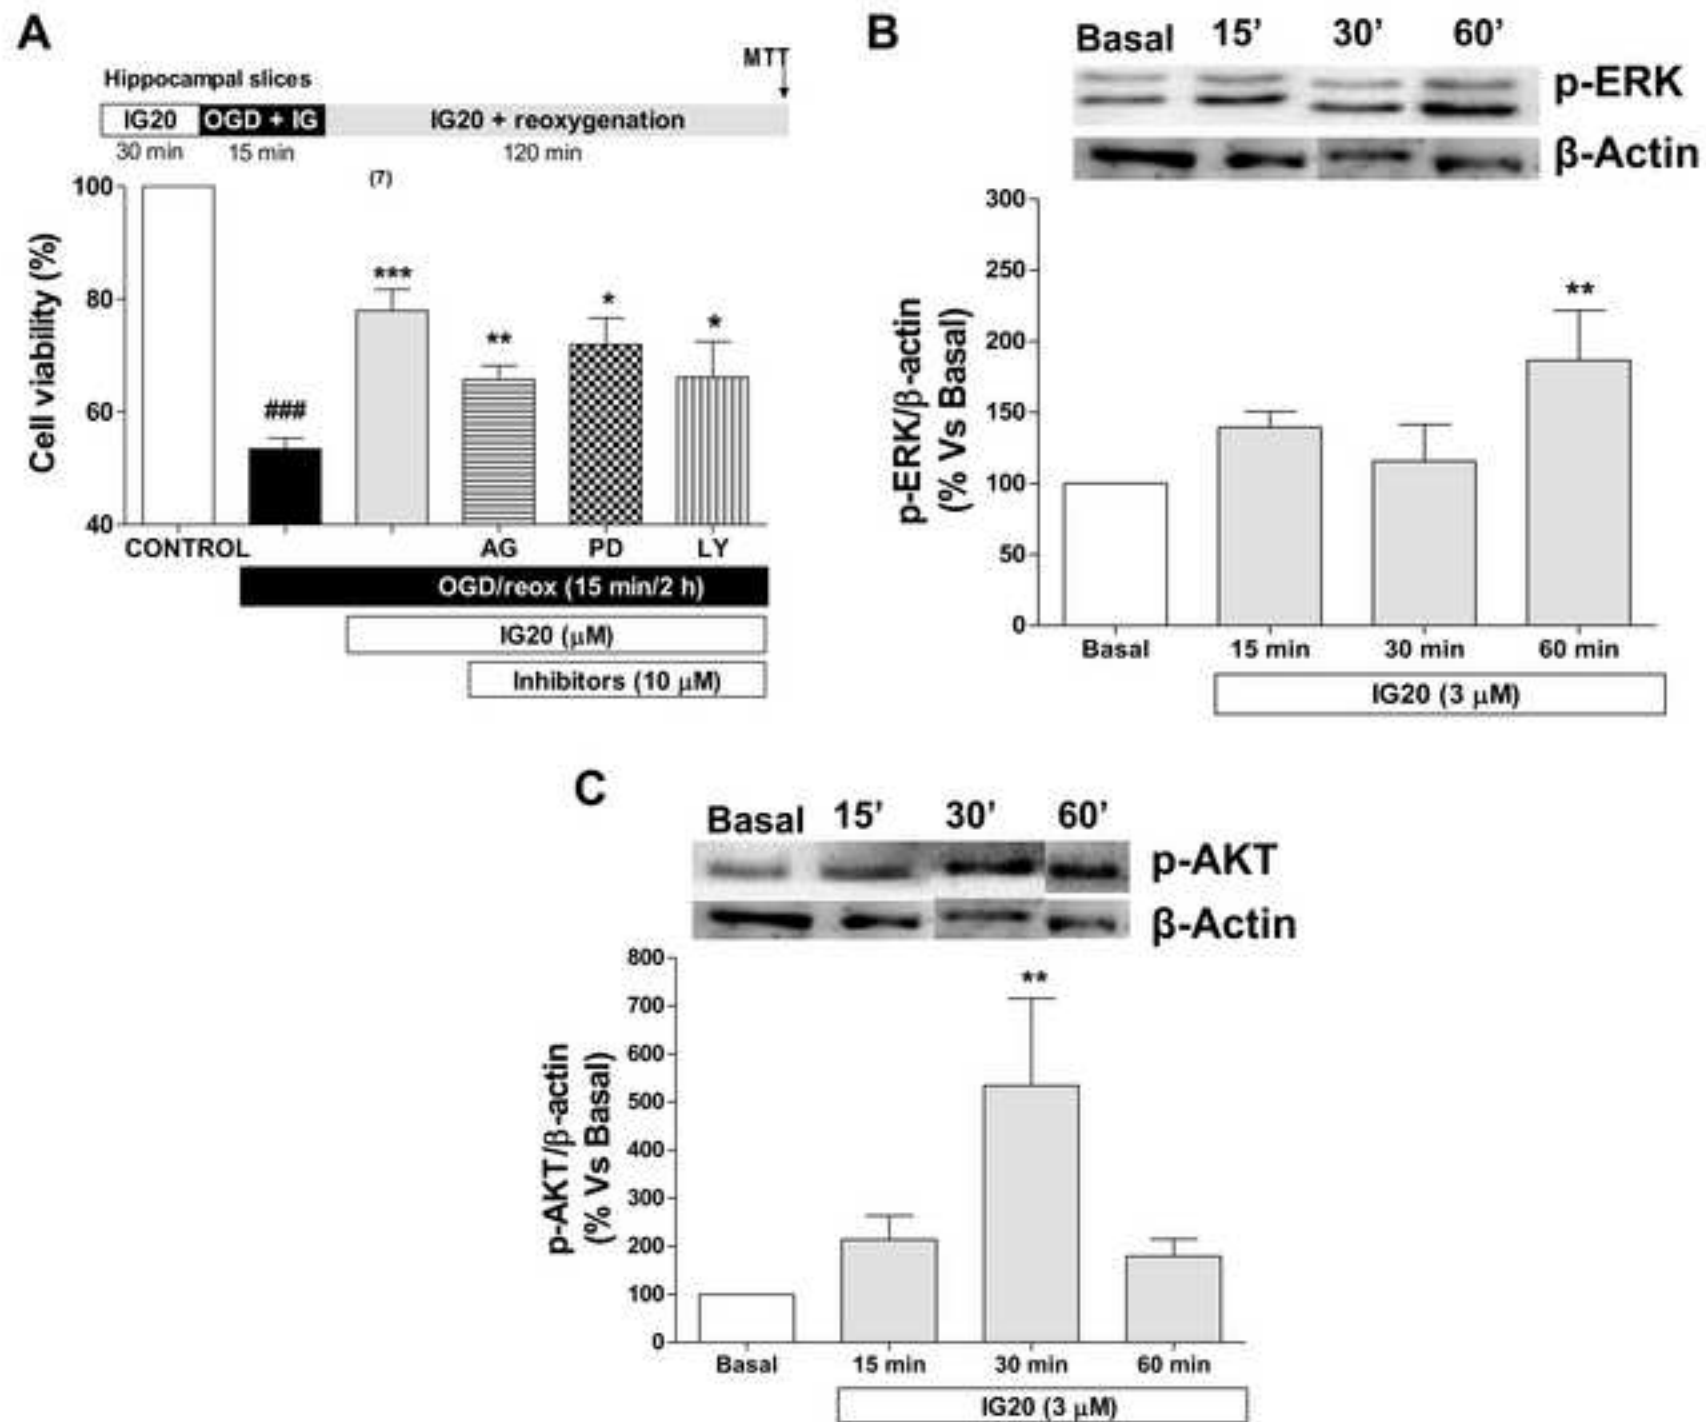 A
Hippocampal slices
MTT
IG20 OGD + IG IG20 + reoxygenation
30 min 15 min 120 min
(7)
Cell viability (%)
100
80
60
40
###
***
**
*
*
CONTROL AG PD LY
OGD/reox (15 min/2 h)
IG20 (µM)
Inhibitors (10 µM)
B
Basal 15’ 30’ 60’
p-ERK
β-Actin
p-ERK/β-actin
(% Vs Basal)
300
250
200
150
100
50
0
**
Basal 15 min 30 min 60 min
IG20 (3 µM)
C
Basal 15’ 30’ 60’
p-AKT
β-Actin
p-AKT/β-actin
(% Vs Basal)
800
700
600
500
400
300
200
100
0
**
Basal 15 min 30 min 60 min
IG20 (3 µM)